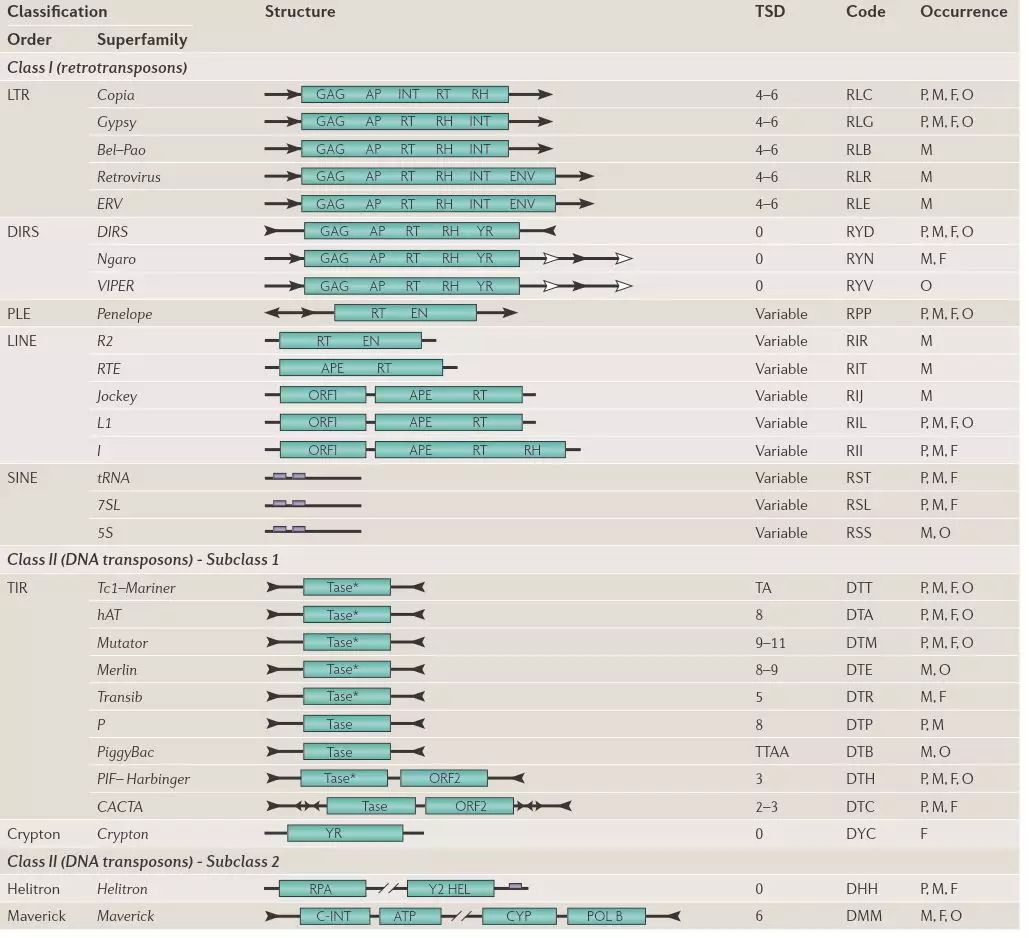 Classification Structure TSD Code Occurrence
Order Superfamily
Class I (retrotransposons)
LTR Copia GAG AP INT RT RH 4–6 RLC P, M, F, O
Gypsy GAG AP RT RH INT 4–6 RLG P, M, F, O
Bel–Pao GAG AP RT RH INT 4–6 RLB M
Retrovirus GAG AP RT RH INT ENV 4–6 RLR M
ERV GAG AP RT RH INT ENV 4–6 RLE M
DIRS DIRS GAG AP RT RH YR 0 RYD P, M, F, O
Ngaro GAG AP RT RH YR 0 RYN M, F
VIPER GAG AP RT RH YR 0 RYV O
PLE Penelope RT EN Variable RPP P, M, F, O
LINE R2 RT EN Variable RIR M
RTE APE RT Variable RIT M
Jockey ORFI APE RT Variable RIJ M
L1 ORFI APE RT Variable RIL P, M, F, O
I ORFI APE RT RH Variable RII P, M, F
SINE tRNA Variable RST P, M, F
7SL Variable RSL P, M, F
5S Variable RSS M, O
Class II (DNA transposons) - Subclass 1
TIR Tc1–Mariner Tase* TA DTT P, M, F, O
hAT Tase* 8 DTA P, M, F, O
Mutator Tase* 9–11 DTM P, M, F, O
Merlin Tase* 8–9 DTE M, O
Transib Tase* 5 DTR M, F
P Tase 8 DTP P, M
PiggyBac Tase TTAA DTB M, O
PIF–Harbinger Tase* ORF2 3 DTH P, M, F, O
CACTA Tase ORF2 2–3 DTC P, M, F
Crypton Crypton YR 0 DYC F
Class II (DNA transposons) - Subclass 2
Helitron Helitron RPA Y2 HEL 0 DHH P, M, F
Maverick Maverick C-INT ATP CYP POL B 6 DMM M, F, O